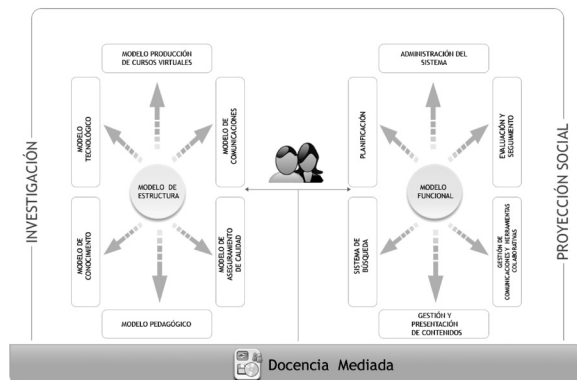 INVESTIGACIÓN
MODELO PRODUCCIÓN
DE CURSOS VIRTUALES
MODELO
TECNOLÓGICO
MODELO DE
COMUNICACIONES
MODELO DE
ESTRUCTURA
MODELO DE
CONOCIMIENTO
MODELO DE
ASEGURAMIENTO
DE CALIDAD
MODELO PEDAGÓGICO
ADMINISTRACIÓN DEL
SISTEMA
PLANIFICACIÓN
EVALUACIÓN Y
SEGUIMIENTO
MODELO
FUNCIONAL
SISTEMA DE
BÚSQUEDA
GESTIÓN DE
COMUNICACIONES Y HERRAMIENTAS
COLABORATIVAS
GESTIÓN Y
PRESENTACIÓN
DE CONTENIDOS
PROYECCIÓN SOCIAL
Docencia Mediada